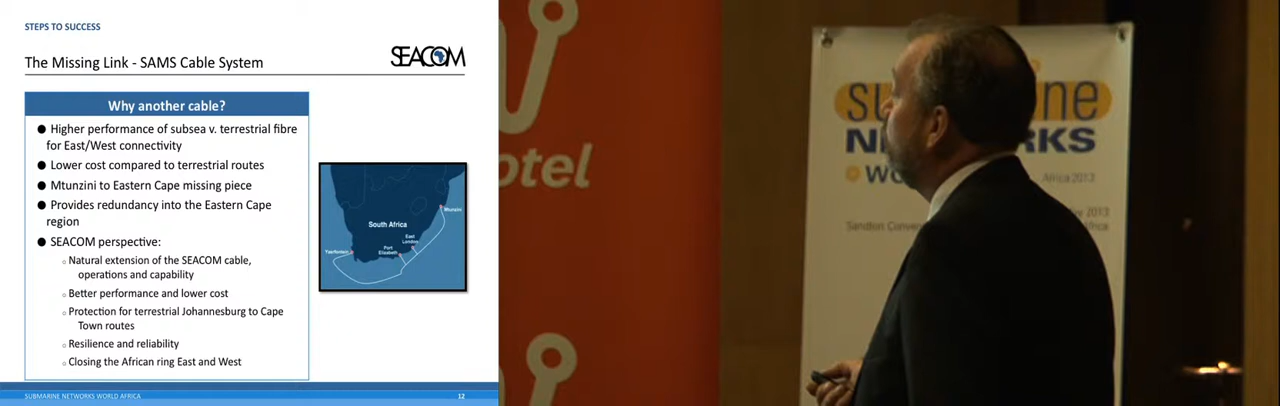 STEPS TO SUCCESS
The Missing Link - SAMS Cable System
SEACOM
Why another cable?
● Higher performance of subsea v. terrestrial fibre
for East/West connectivity
● Lower cost compared to terrestrial routes
● Mtunzini to Eastern Cape missing piece
● Provides redundancy into the Eastern Cape
region
● SEACOM perspective:
○ Natural extension of the SEACOM cable,
operations and capability
○ Better performance and lower cost
○ Protection for terrestrial Johannesburg to Cape
Town routes
○ Resilience and reliability
○ Closing the African ring East and West
South Africa
East
London
Port
Elizabeth
SUBMARINE NETWORKS WORLD AFRICA
12
otel
Africa 2013
2013
Sandton